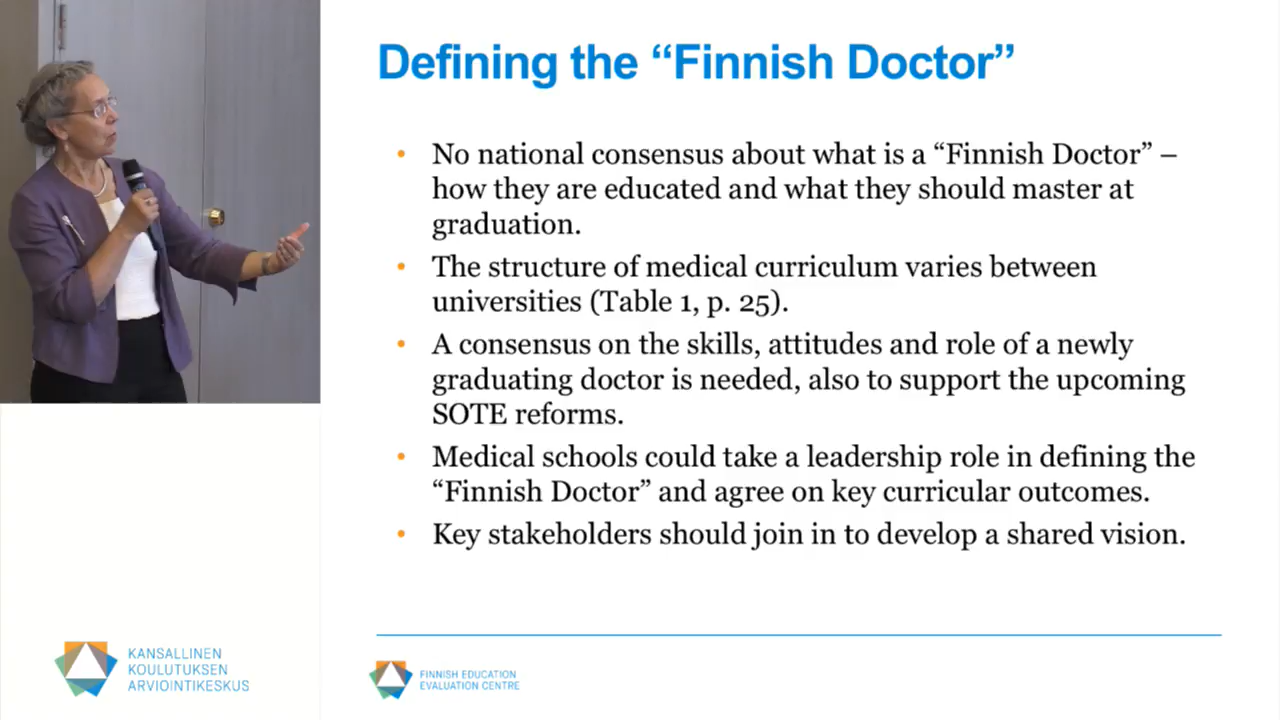 Defining the “Finnish Doctor”
• No national consensus about what is a “Finnish Doctor” –
how they are educated and what they should master at
graduation.
• The structure of medical curriculum varies between
universities (Table 1, p. 25).
• A consensus on the skills, attitudes and role of a newly
graduating doctor is needed, also to support the upcoming
SOTE reforms.
• Medical schools could take a leadership role in defining the
“Finnish Doctor” and agree on key curricular outcomes.
• Key stakeholders should join in to develop a shared vision.
KANSALLINEN
KOULUTUKSEN
ARVIOINTIKESKUS
FINNISH EDUCATION
EVALUATION CENTRE